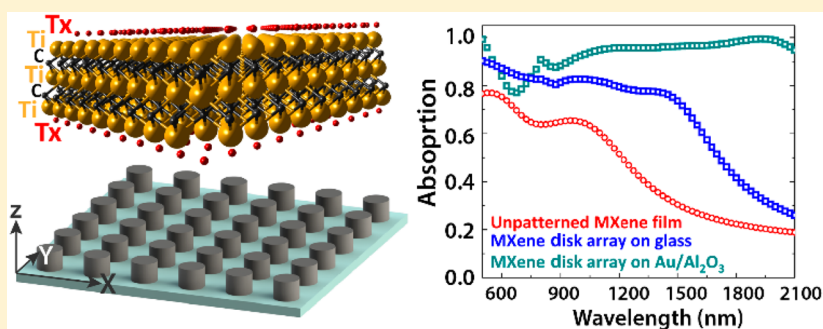 Tx
Ti
C
Ti
C
Ti
Tx
Z
Y
X
Absoprtion
1.0
0.8
0.6
0.4
0.2
0.0
Unpatterned MXene film
MXene disk array on glass
MXene disk array on Au/Al₂O₃
600 900 1200 1500 1800 2100
Wavelength (nm)